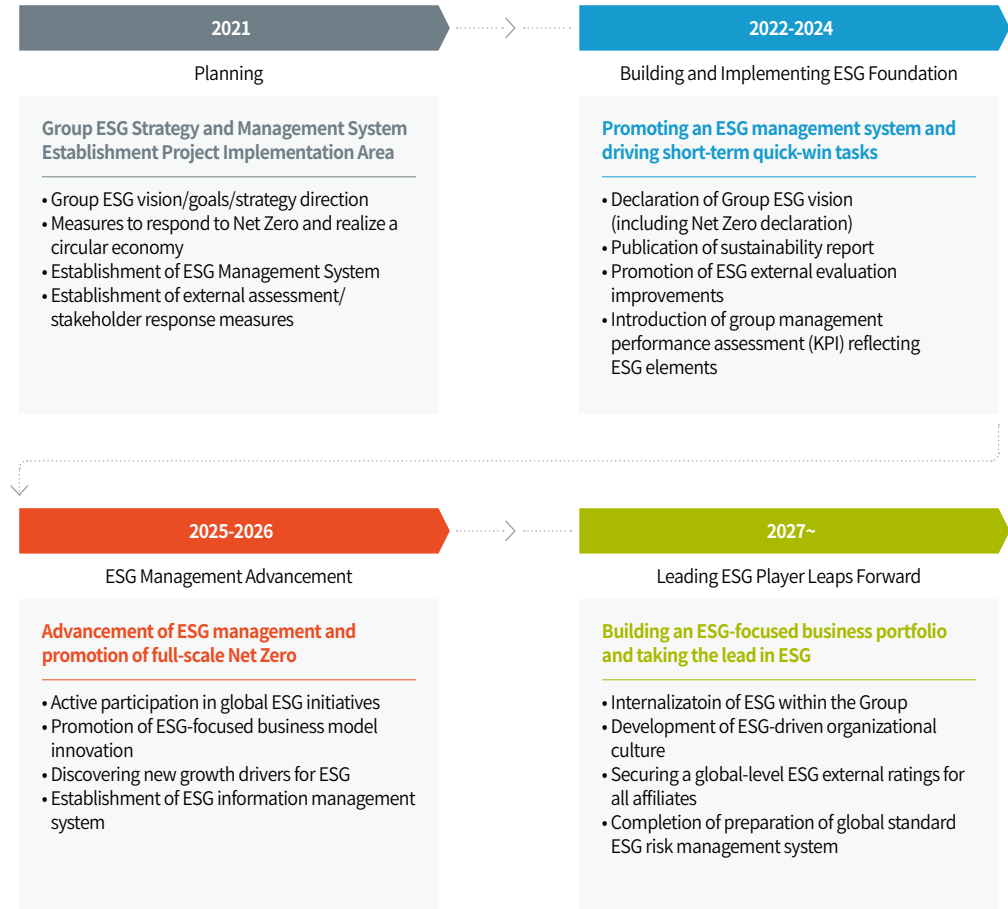 2021
Planning
Group ESG Strategy and Management System
Establishment Project Implementation Area
• Group ESG vision/goals/strategy direction
• Measures to respond to Net Zero and realize a
circular economy
• Establishment of ESG Management System
• Establishment of external assessment/
stakeholder response measures
2022-2024
Building and Implementing ESG Foundation
Promoting an ESG management system and
driving short-term quick-win tasks
• Declaration of Group ESG vision
(including Net Zero declaration)
• Publication of sustainability report
• Promotion of ESG external evaluation
improvements
• Introduction of group management
performance assessment (KPI) reflecting
ESG elements
2025-2026
ESG Management Advancement
Advancement of ESG management and
promotion of full-scale Net Zero
• Active participation in global ESG initiatives
• Promotion of ESG-focused business model
innovation
• Discovering new growth drivers for ESG
• Establishment of ESG information management
system
2027~
Leading ESG Player Leaps Forward
Building an ESG-focused business portfolio
and taking the lead in ESG
• Internalizatoin of ESG within the Group
• Development of ESG-driven organizational
culture
• Securing a global-level ESG external ratings for
all affiliates
• Completion of preparation of global standard
ESG risk management system